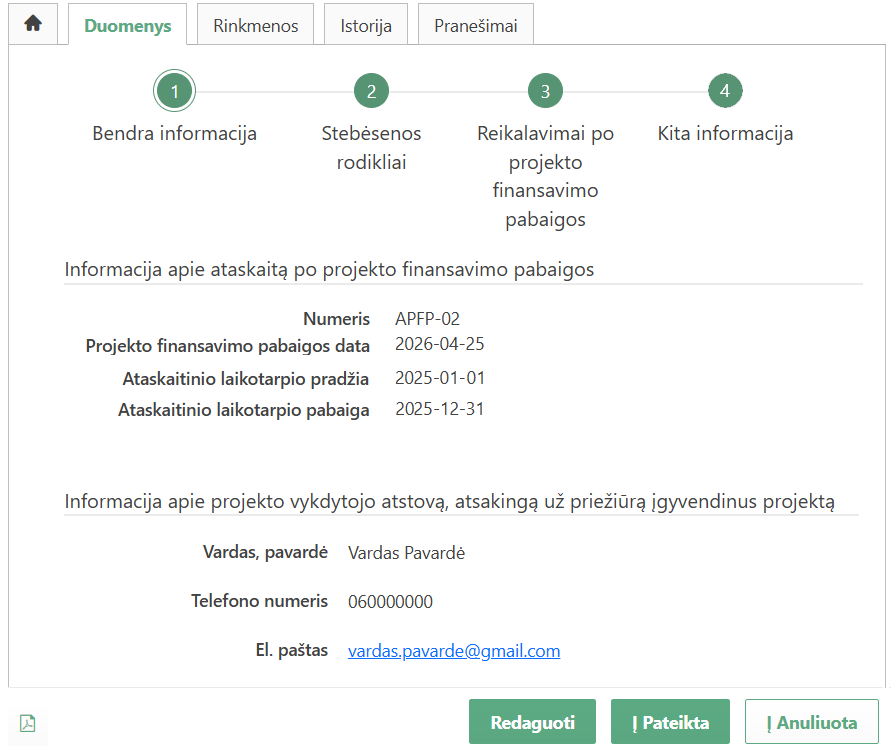 Duomenys Rinkmenos Istorija Pranešimai
1 2 3 4
Bendra informacija Stebėsenos Reikalavimai po Kita informacija
rodikliai projekto
finansavimo
pabaigos
Informacija apie ataskaitą po projekto finansavimo pabaigos
Numeris APFP-02
Projekto finansavimo pabaigos data 2026-04-25
Ataskaitinio laikotarpio pradžia 2025-01-01
Ataskaitinio laikotarpio pabaiga 2025-12-31
Informacija apie projekto vykdytojo atstovą, atsakingą už priežiūrą įgyvendinus projektą
Vardas, pavardė Vardas Pavardė
Telefono numeris 060000000
El. paštas vardas.pavarde@gmail.com
Redaguoti Į Pateikta Į Anuliuota